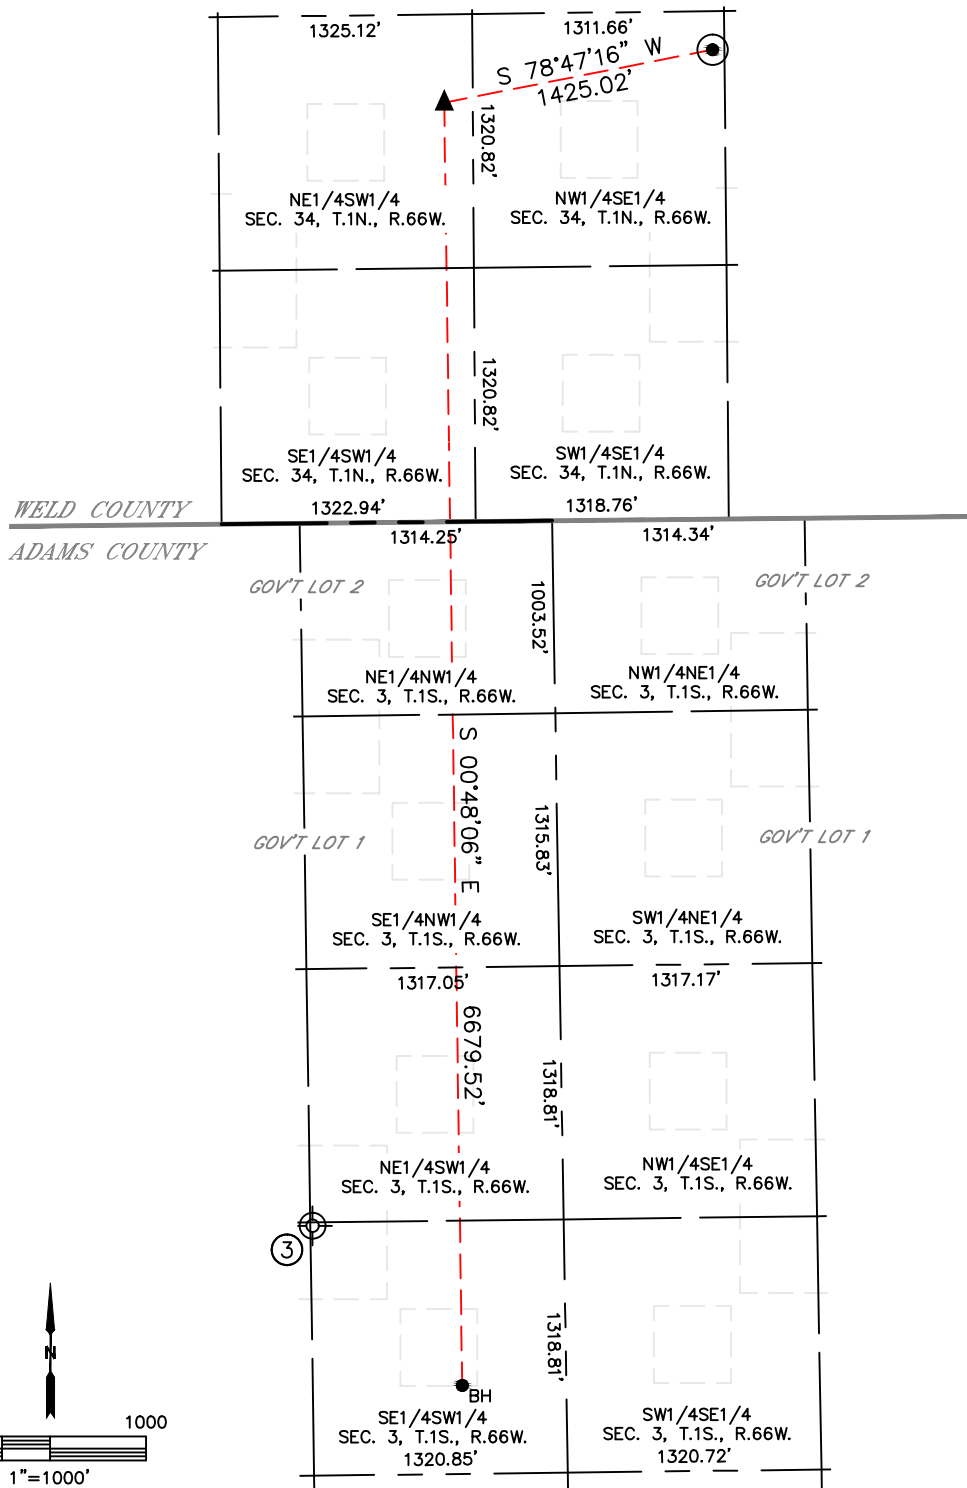 1325.12'
1311.66'
S 78°47'16" W
1425.02'
1320.82'
NE1/4SW1/4
SEC. 34, T.1N., R.66W.
NW1/4SE1/4
SEC. 34, T.1N., R.66W.
1320.82'
SE1/4SW1/4
SEC. 34, T.1N., R.66W.
1322.94'
SW1/4SE1/4
SEC. 34, T.1N., R.66W.
1318.76'
WELD COUNTY
ADAMS COUNTY
1314.25'
1314.34'
GOV'T LOT 2
GOV'T LOT 2
1003.52'
NE1/4NW1/4
SEC. 3, T.1S., R.66W.
NW1/4NE1/4
SEC. 3, T.1S., R.66W.
S 00°48'06" E
1315.83'
GOV'T LOT 1
GOV'T LOT 1
SE1/4NW1/4
SEC. 3, T.1S., R.66W.
SW1/4NE1/4
SEC. 3, T.1S., R.66W.
1317.05'
1317.17'
6679.52'
1318.81'
NE1/4SW1/4
SEC. 3, T.1S., R.66W.
NW1/4SE1/4
SEC. 3, T.1S., R.66W.
3
1318.81'
BH
SE1/4SW1/4
SEC. 3, T.1S., R.66W.
1320.85'
SW1/4SE1/4
SEC. 3, T.1S., R.66W.
1320.72'
N
1000
1"=1000'